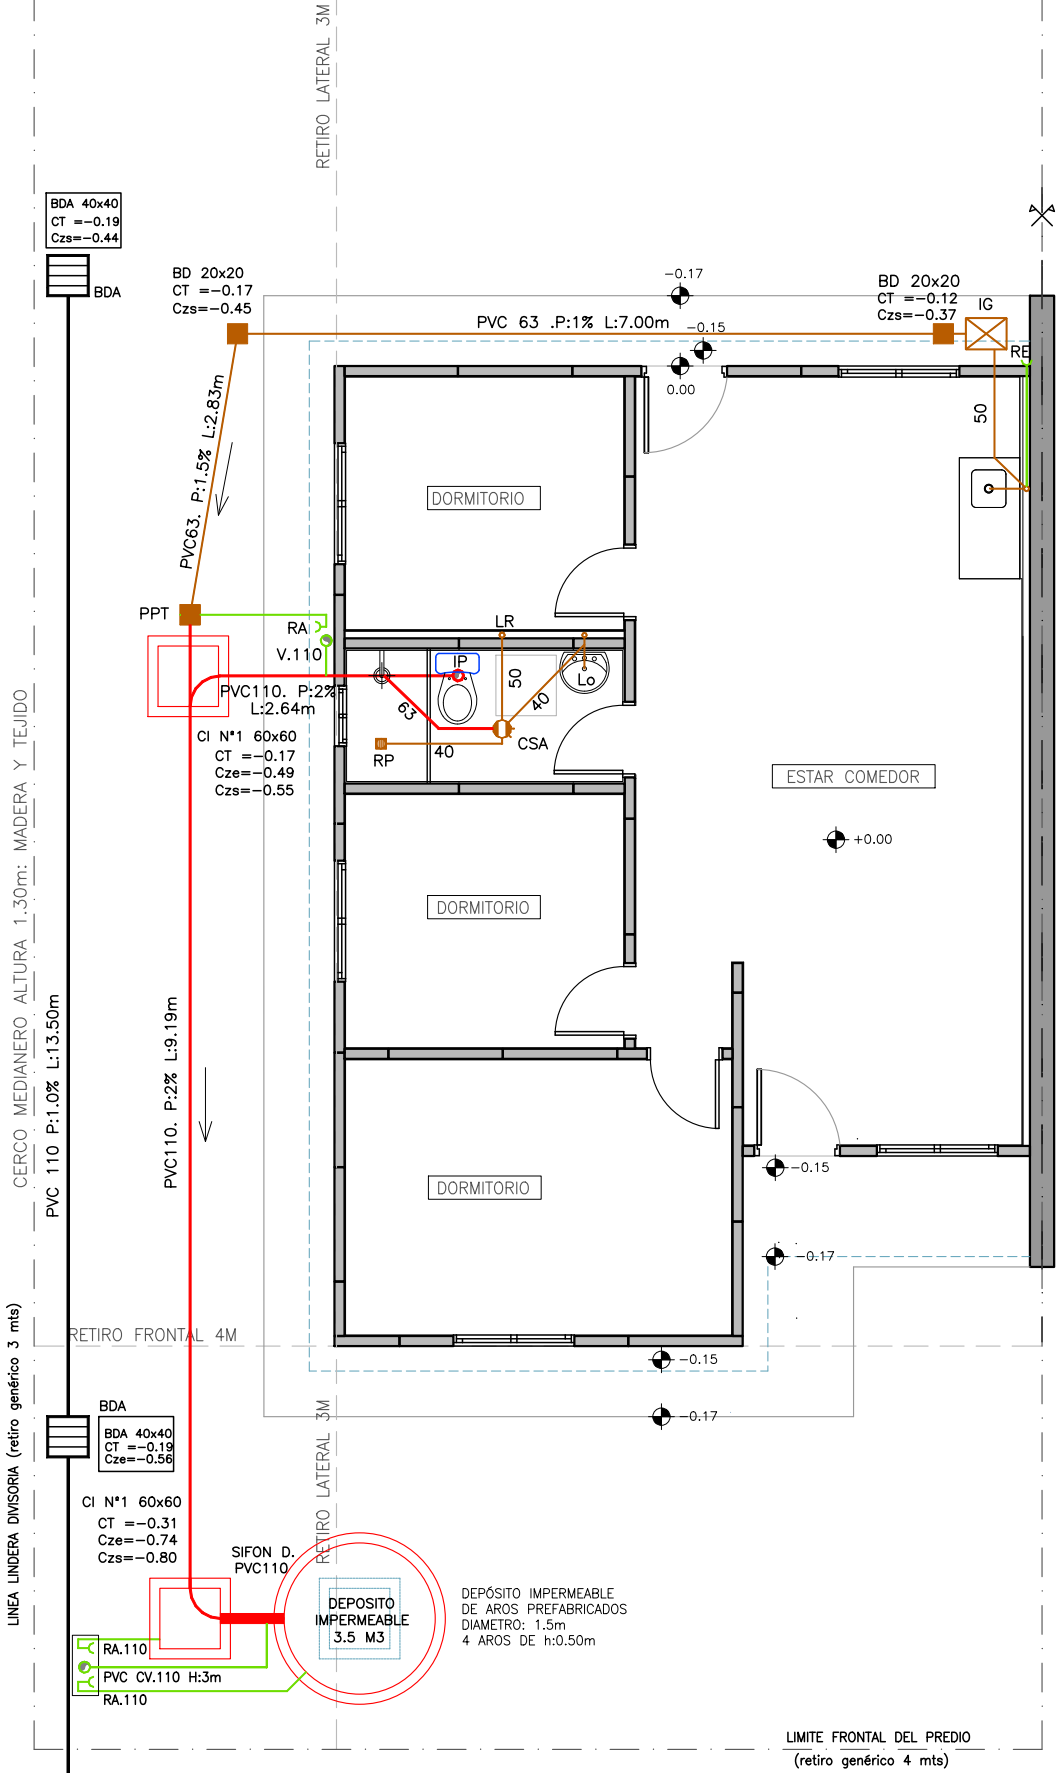 RETIRO LATERAL 3M
BDA 40x40
CT =-0.19
Czs=-0.44
BDA
BD 20x20
CT =-0.17
Czs=-0.45
-0.17
PVC 63 .P:1% L:7.00m
-0.15
0.00
BD 20x20
CT =-0.12
Czs=-0.37
IG
RE
50
PVC63. P:1.5% L:2.83m
DORMITORIO
PPT
RA
V.110
LR
IP
50
Lo
40
63
CSA
RP
40
PVC110. P:2%
L:2.64m
CI N°1 60x60
CT =-0.17
Cze=-0.49
Czs=-0.55
ESTAR COMEDOR
+0.00
DORMITORIO
CERCO MEDIANERO ALTURA 1.30m: MADERA Y TEJIDO
PVC 110 P:1.0% L:13.50m
PVC110. P:2% L:9.19m
DORMITORIO
-0.15
-0.17
RETIRO FRONTAL 4M
-0.15
-0.17
LINEA LINDERA DIVISORIA (retiro genérico 3 mts)
BDA
BDA 40x40
CT =-0.19
Cze=-0.56
RETIRO LATERAL 3M
CI N°1 60x60
CT =-0.31
Cze=-0.74
Czs=-0.80
SIFON D.
PVC110
DEPOSITO
IMPERMEABLE
3.5 M3
DEPÓSITO IMPERMEABLE
DE AROS PREFABRICADOS
DIAMETRO: 1.5m
4 AROS DE h:0.50m
RA.110
PVC CV.110 H:3m
RA.110
LIMITE FRONTAL DEL PREDIO
(retiro genérico 4 mts)